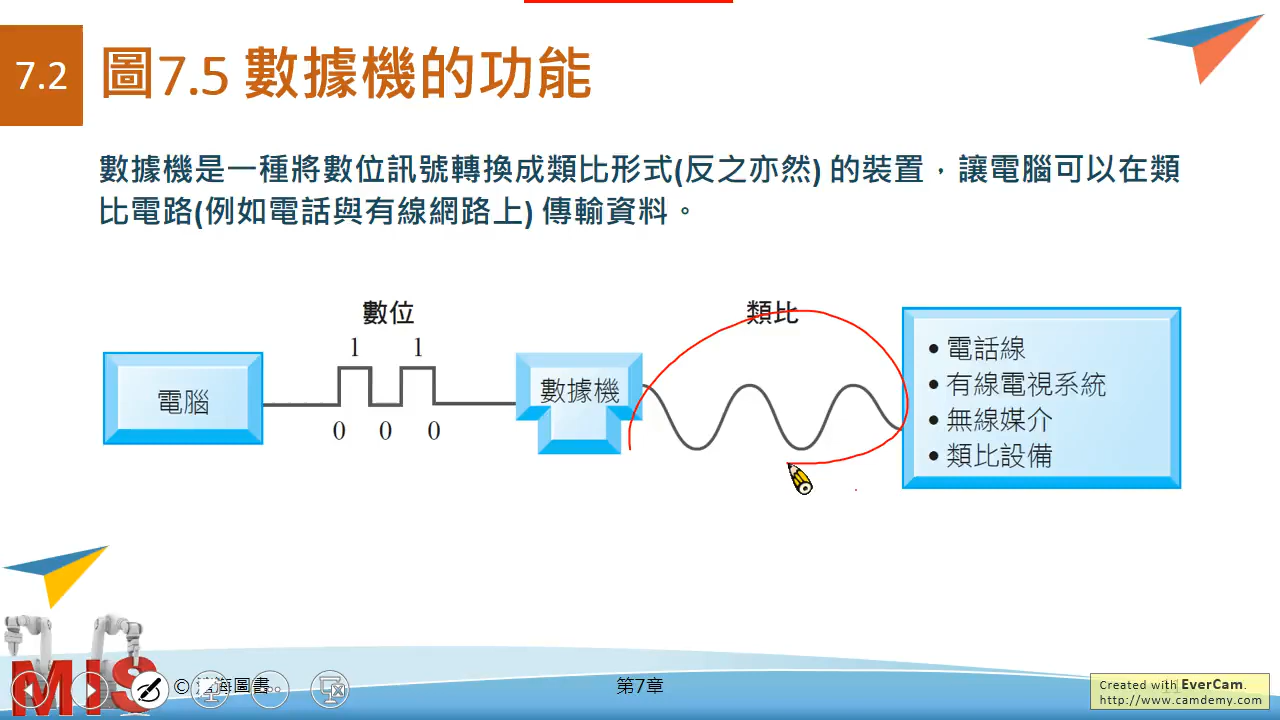 7.2
圖7.5 數據機的功能
數據機是一種將數位訊號轉換成類比形式(反之亦然) 的裝置，讓電腦可以在類
比電路(例如電話與有線網路上) 傳輸資料。
數位
類比
1 1
電腦
數據機
0 0 0
• 電話線
• 有線電視系統
• 無線媒介
• 類比設備
MIS
© 海圖書
第7章
Created with EverCam.
http://www.camdemy.com